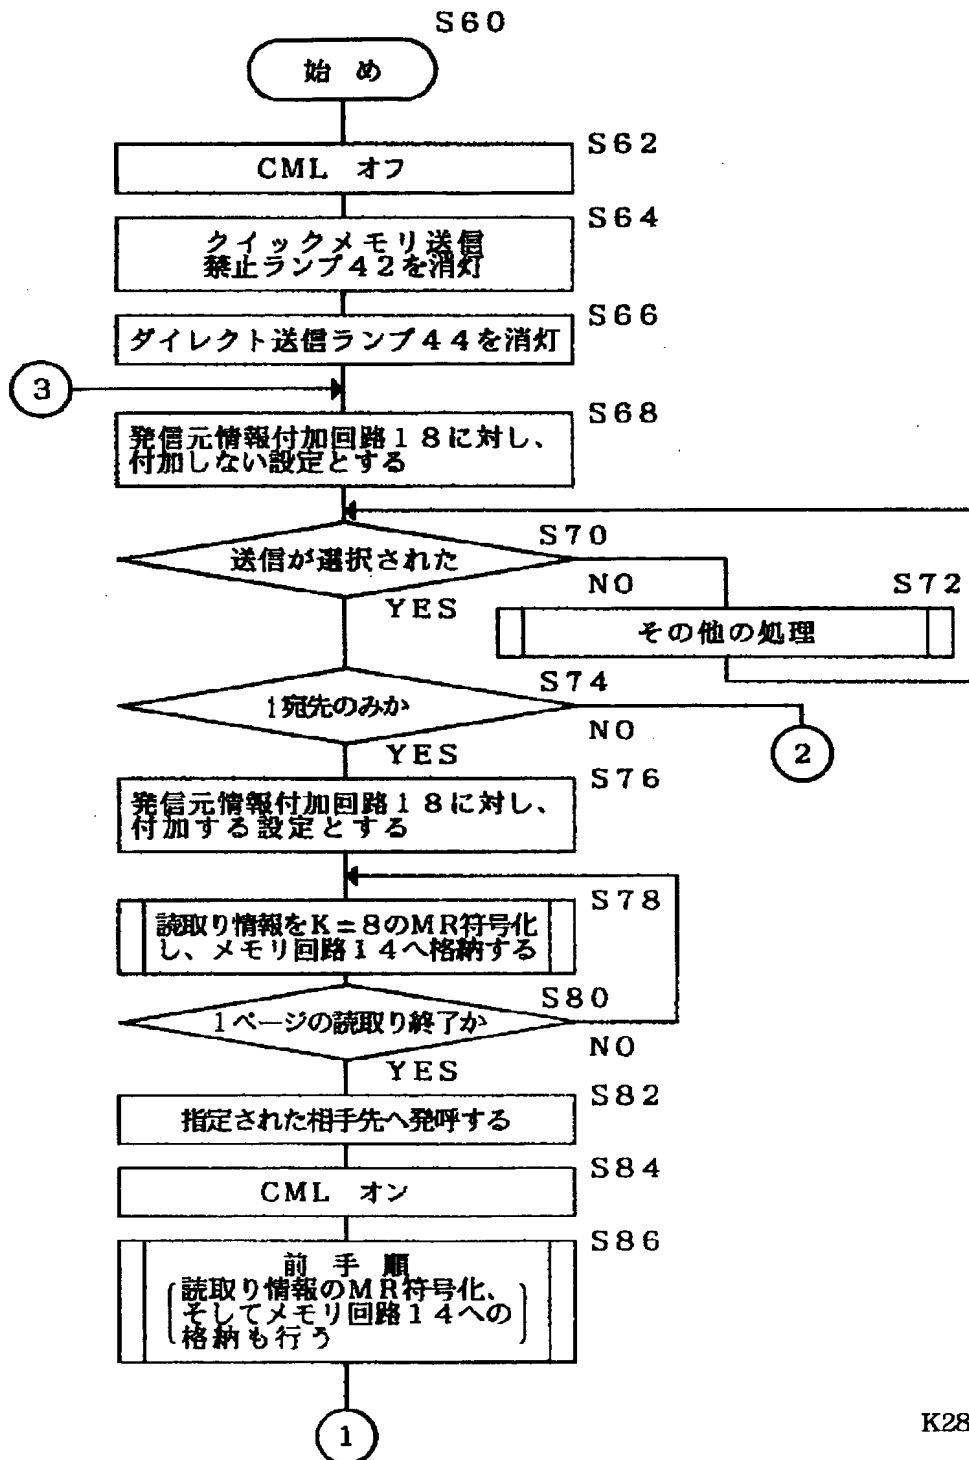 S60
始 め
S62
CML オフ
S64
クイックメモリ送信
禁止ランプ42を消灯
S66
ダイレクト送信ランプ44を消灯
3
S68
発信元情報付加回路18に対し、
付加しない設定とする
S70
送信が選択された
NO
S72
YES
その他の処理
S74
1宛先のみか
NO
2
YES
S76
発信元情報付加回路18に対し、
付加する設定とする
S78
読取り情報をK=8のMR符号化
し、メモリ回路14へ格納する
S80
1ページの読取り終了か
NO
YES
S82
指定された相手先へ発呼する
S84
CML オン
S86
前 手 順
読取り情報のMR符号化、
そしてメモリ回路14への
格納も行う
1
K28